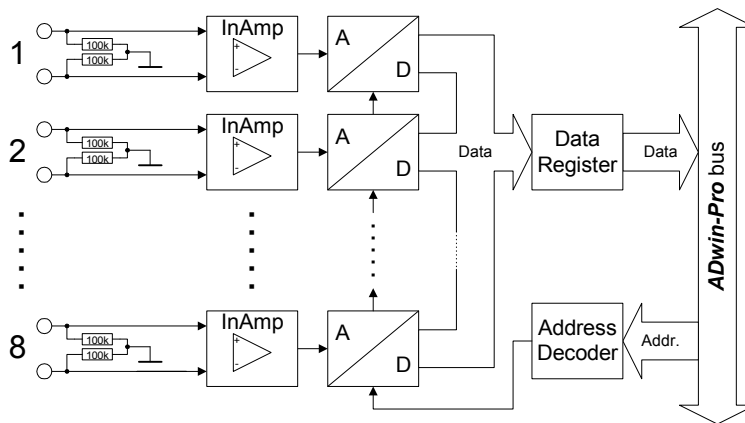 1
100k
100k
InAmp
+
-
A
D
2
100k
100k
InAmp
+
-
A
D
Data
Data
Register
Data
8
100k
100k
InAmp
+
-
A
D
Address
Decoder
Addr.
ADwin-Pro bus